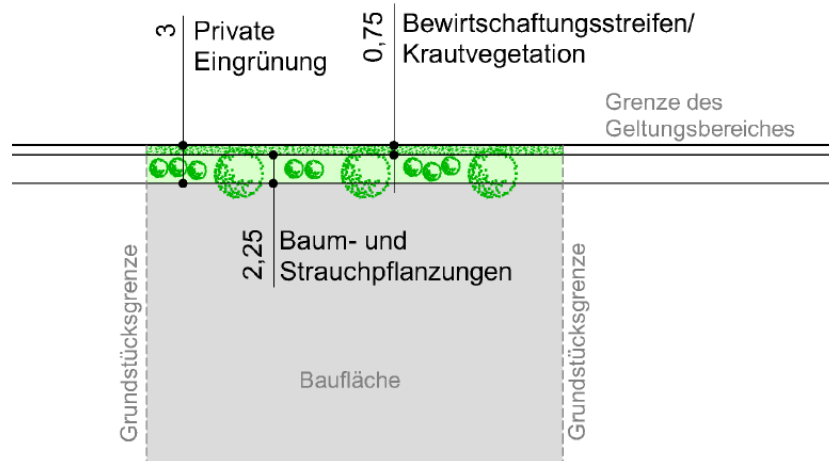 3
Private
Eingrünung
0,75
Bewirtschaftungsstreifen/
Krautvegetation
Grenze des
Geltungsbereiches
2,25
Baum- und
Strauchpflanzungen
Grundstücksgrenze
Baufläche
Grundstücksgrenze